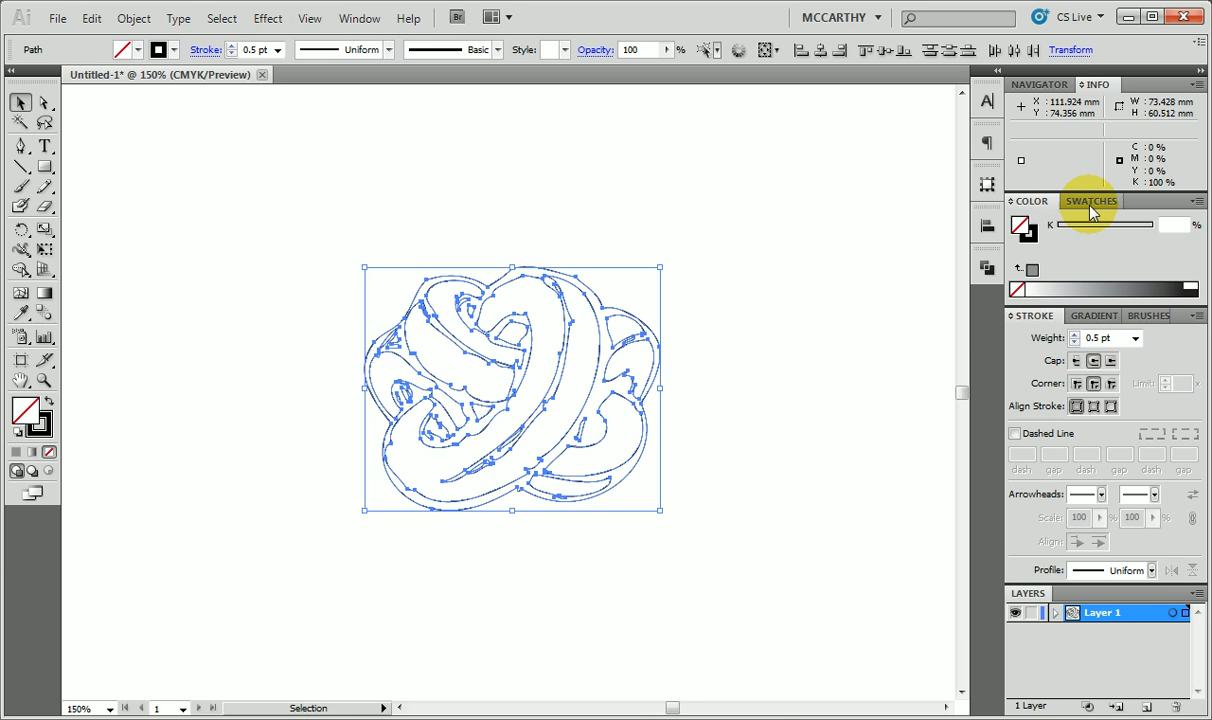 Ai File Edit Object Type Select Effect View Window Help Br MCCARTHY CS Live
Path Stroke: 0.5 pt Uniform Basic Style: Opacity: 100 % Transform
Untitled-1* @ 150% (CMYK/Preview)
NAVIGATOR INFO
X : 111.924 mm W : 73.428 mm
Y : 74.356 mm H : 60.512 mm
C : 0 %
M : 0 %
Y : 0 %
K : 100 %
COLOR SWATCHES
K %
STROKE GRADIENT BRUSHES
Weight: 0.5 pt
Cap:
Corner: Limit: x
Align Stroke:
Dashed Line
dash gap dash gap dash gap
Arrowheads:
Scale: 100 % 100 %
Align:
Profile: Uniform
LAYERS
Layer 1
1 Layer
150% 1 Selection